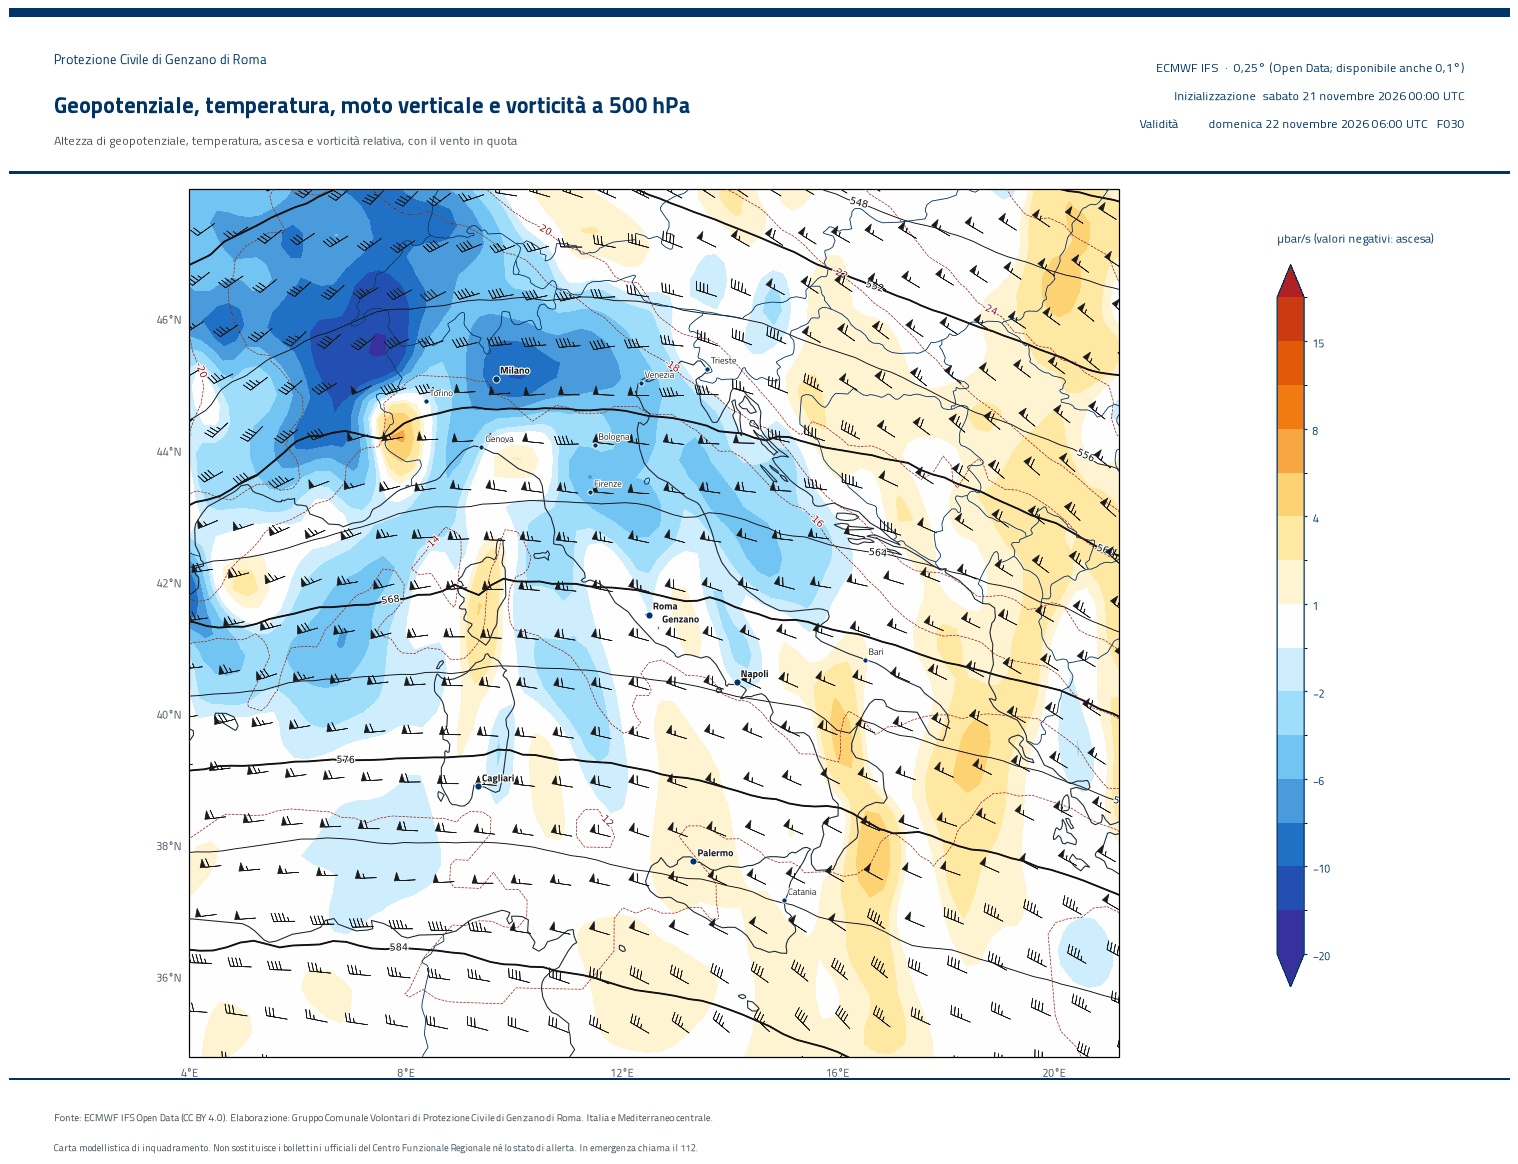 Protezione Civile di Genzano di Roma
Geopotenziale, temperatura, moto verticale e vorticità a 500 hPa
Altezza di geopotenziale, temperatura, ascesa e vorticità relativa, con il vento in quota
ECMWF IFS · 0,25° (Open Data; disponibile anche 0,1°)
Inizializzazione sabato 21 novembre 2026 00:00 UTC
Validità domenica 22 novembre 2026 06:00 UTC F030
µbar/s (valori negativi: ascesa)
15
8
4
1
−2
−6
−10
−20
46°N
44°N
42°N
40°N
38°N
36°N
4°E
8°E
12°E
16°E
20°E
548
552
556
564
568
576
584
-20
-24
-18
-16
-14
-12
-20
Milano
Torino
Venezia
Trieste
Genova
Bologna
Firenze
Roma
Genzano
Napoli
Bari
Cagliari
Palermo
Catania
Fonte: ECMWF IFS Open Data (CC BY 4.0). Elaborazione: Gruppo Comunale Volontari di Protezione Civile di Genzano di Roma. Italia e Mediterraneo centrale.
Carta modellistica di inquadramento. Non sostituisce i bollettini ufficiali del Centro Funzionale Regionale né lo stato di allerta. In emergenza chiama il 112.